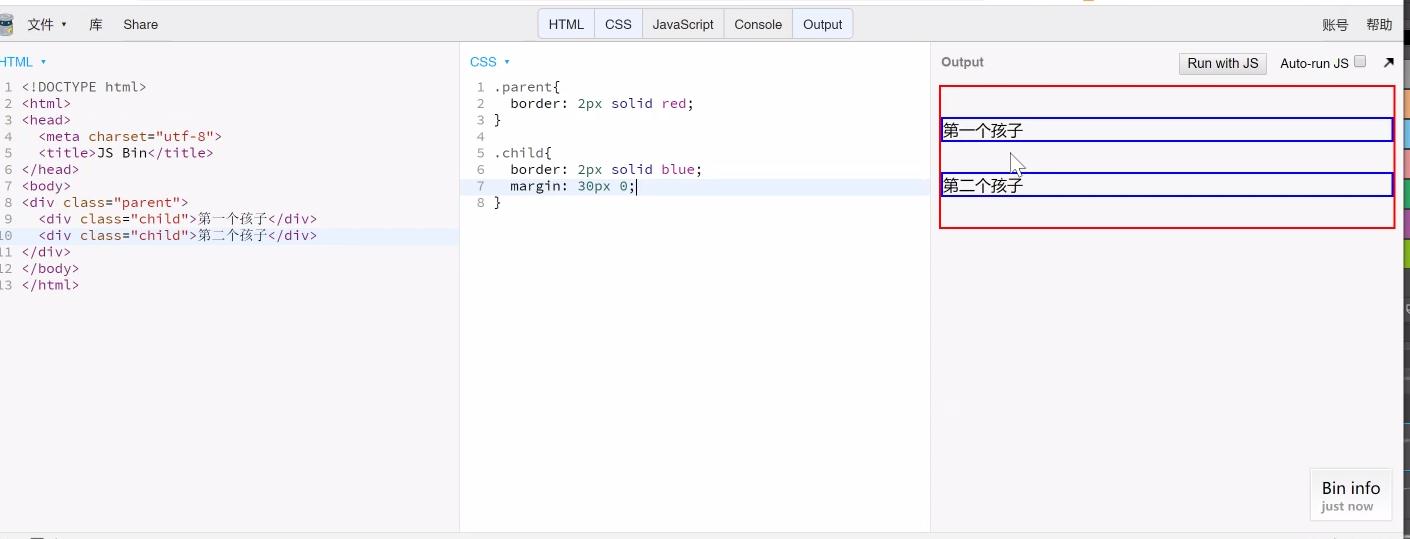 文件 库 Share HTML CSS JavaScript Console Output 账号 帮助
HTML CSS Output Run with JS Auto-run JS
1 <!DOCTYPE html>
2 <html>
3 <head>
4 <meta charset="utf-8">
5 <title>JS Bin</title>
6 </head>
7 <body>
8 <div class="parent">
9 <div class="child">第一个孩子</div>
10 <div class="child">第二个孩子</div>
11 </div>
12 </body>
13 </html>
1 .parent{
2 border: 2px solid red;
3 }
4
5 .child{
6 border: 2px solid blue;
7 margin: 30px 0;
8 }
第一个孩子
第二个孩子
Bin info
just now